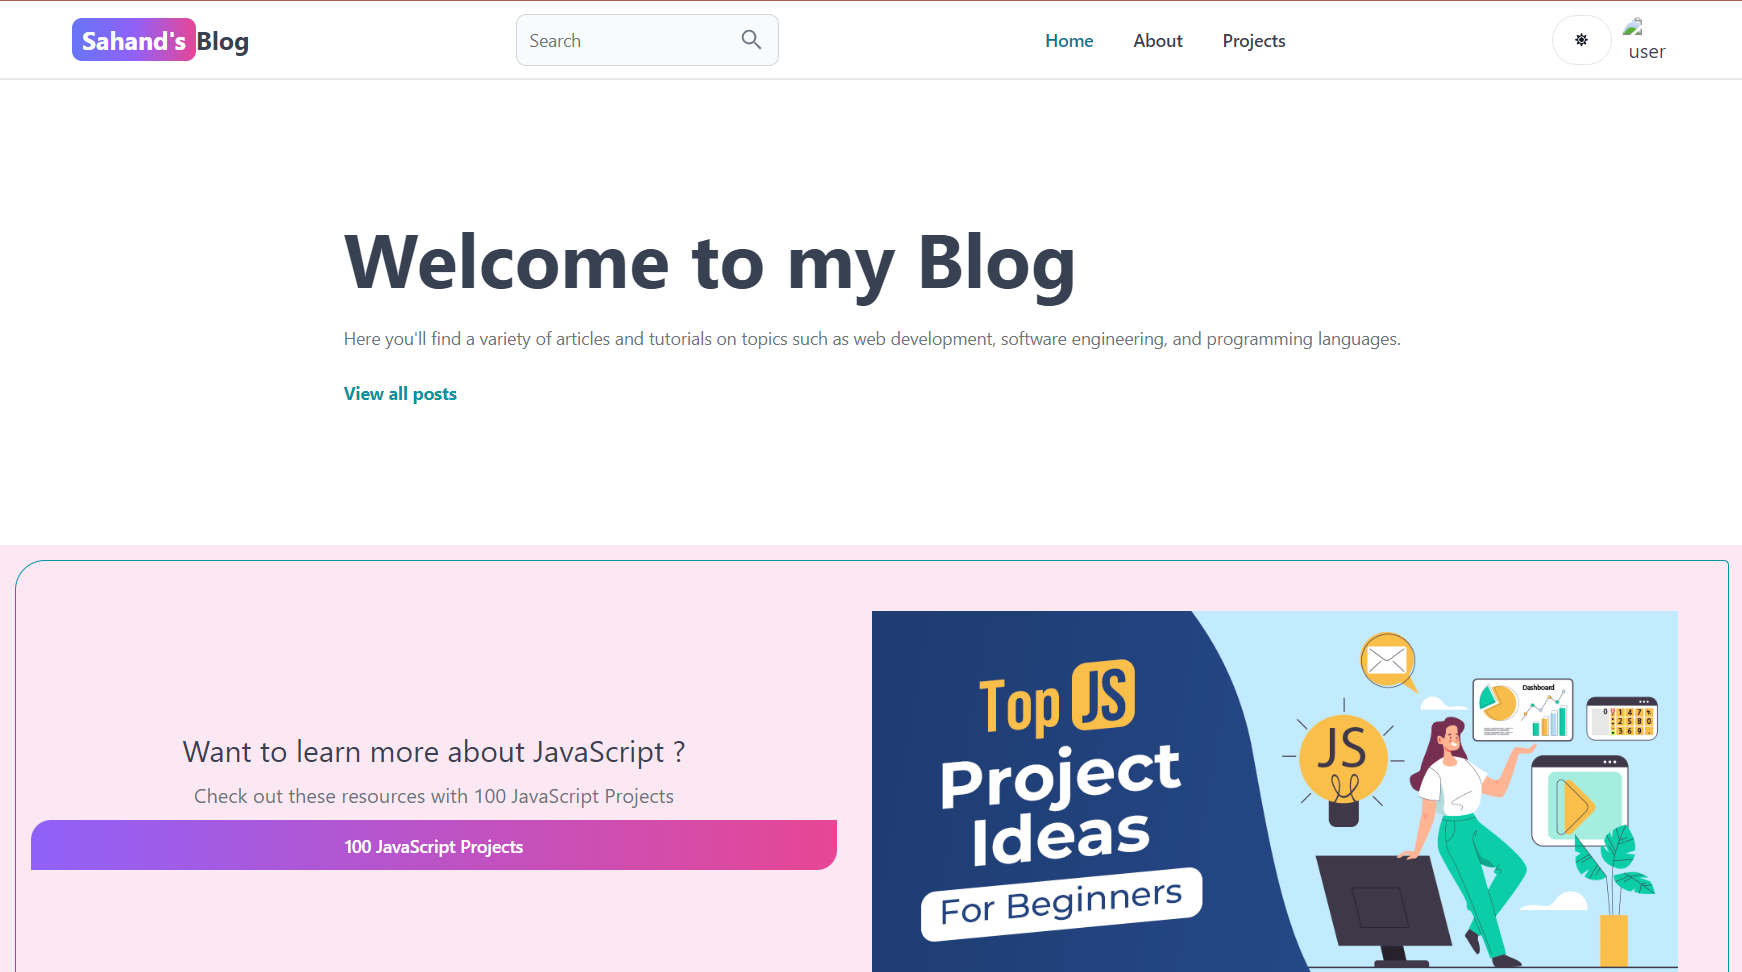 Sahand's Blog
Search
Home
About
Projects
user
Welcome to my Blog
Here you'll find a variety of articles and tutorials on topics such as web development, software engineering, and programming languages.
View all posts
Want to learn more about JavaScript ?
Check out these resources with 100 JavaScript Projects
100 JavaScript Projects
Top JS
Project
Ideas
For Beginners
JS
Dashboard